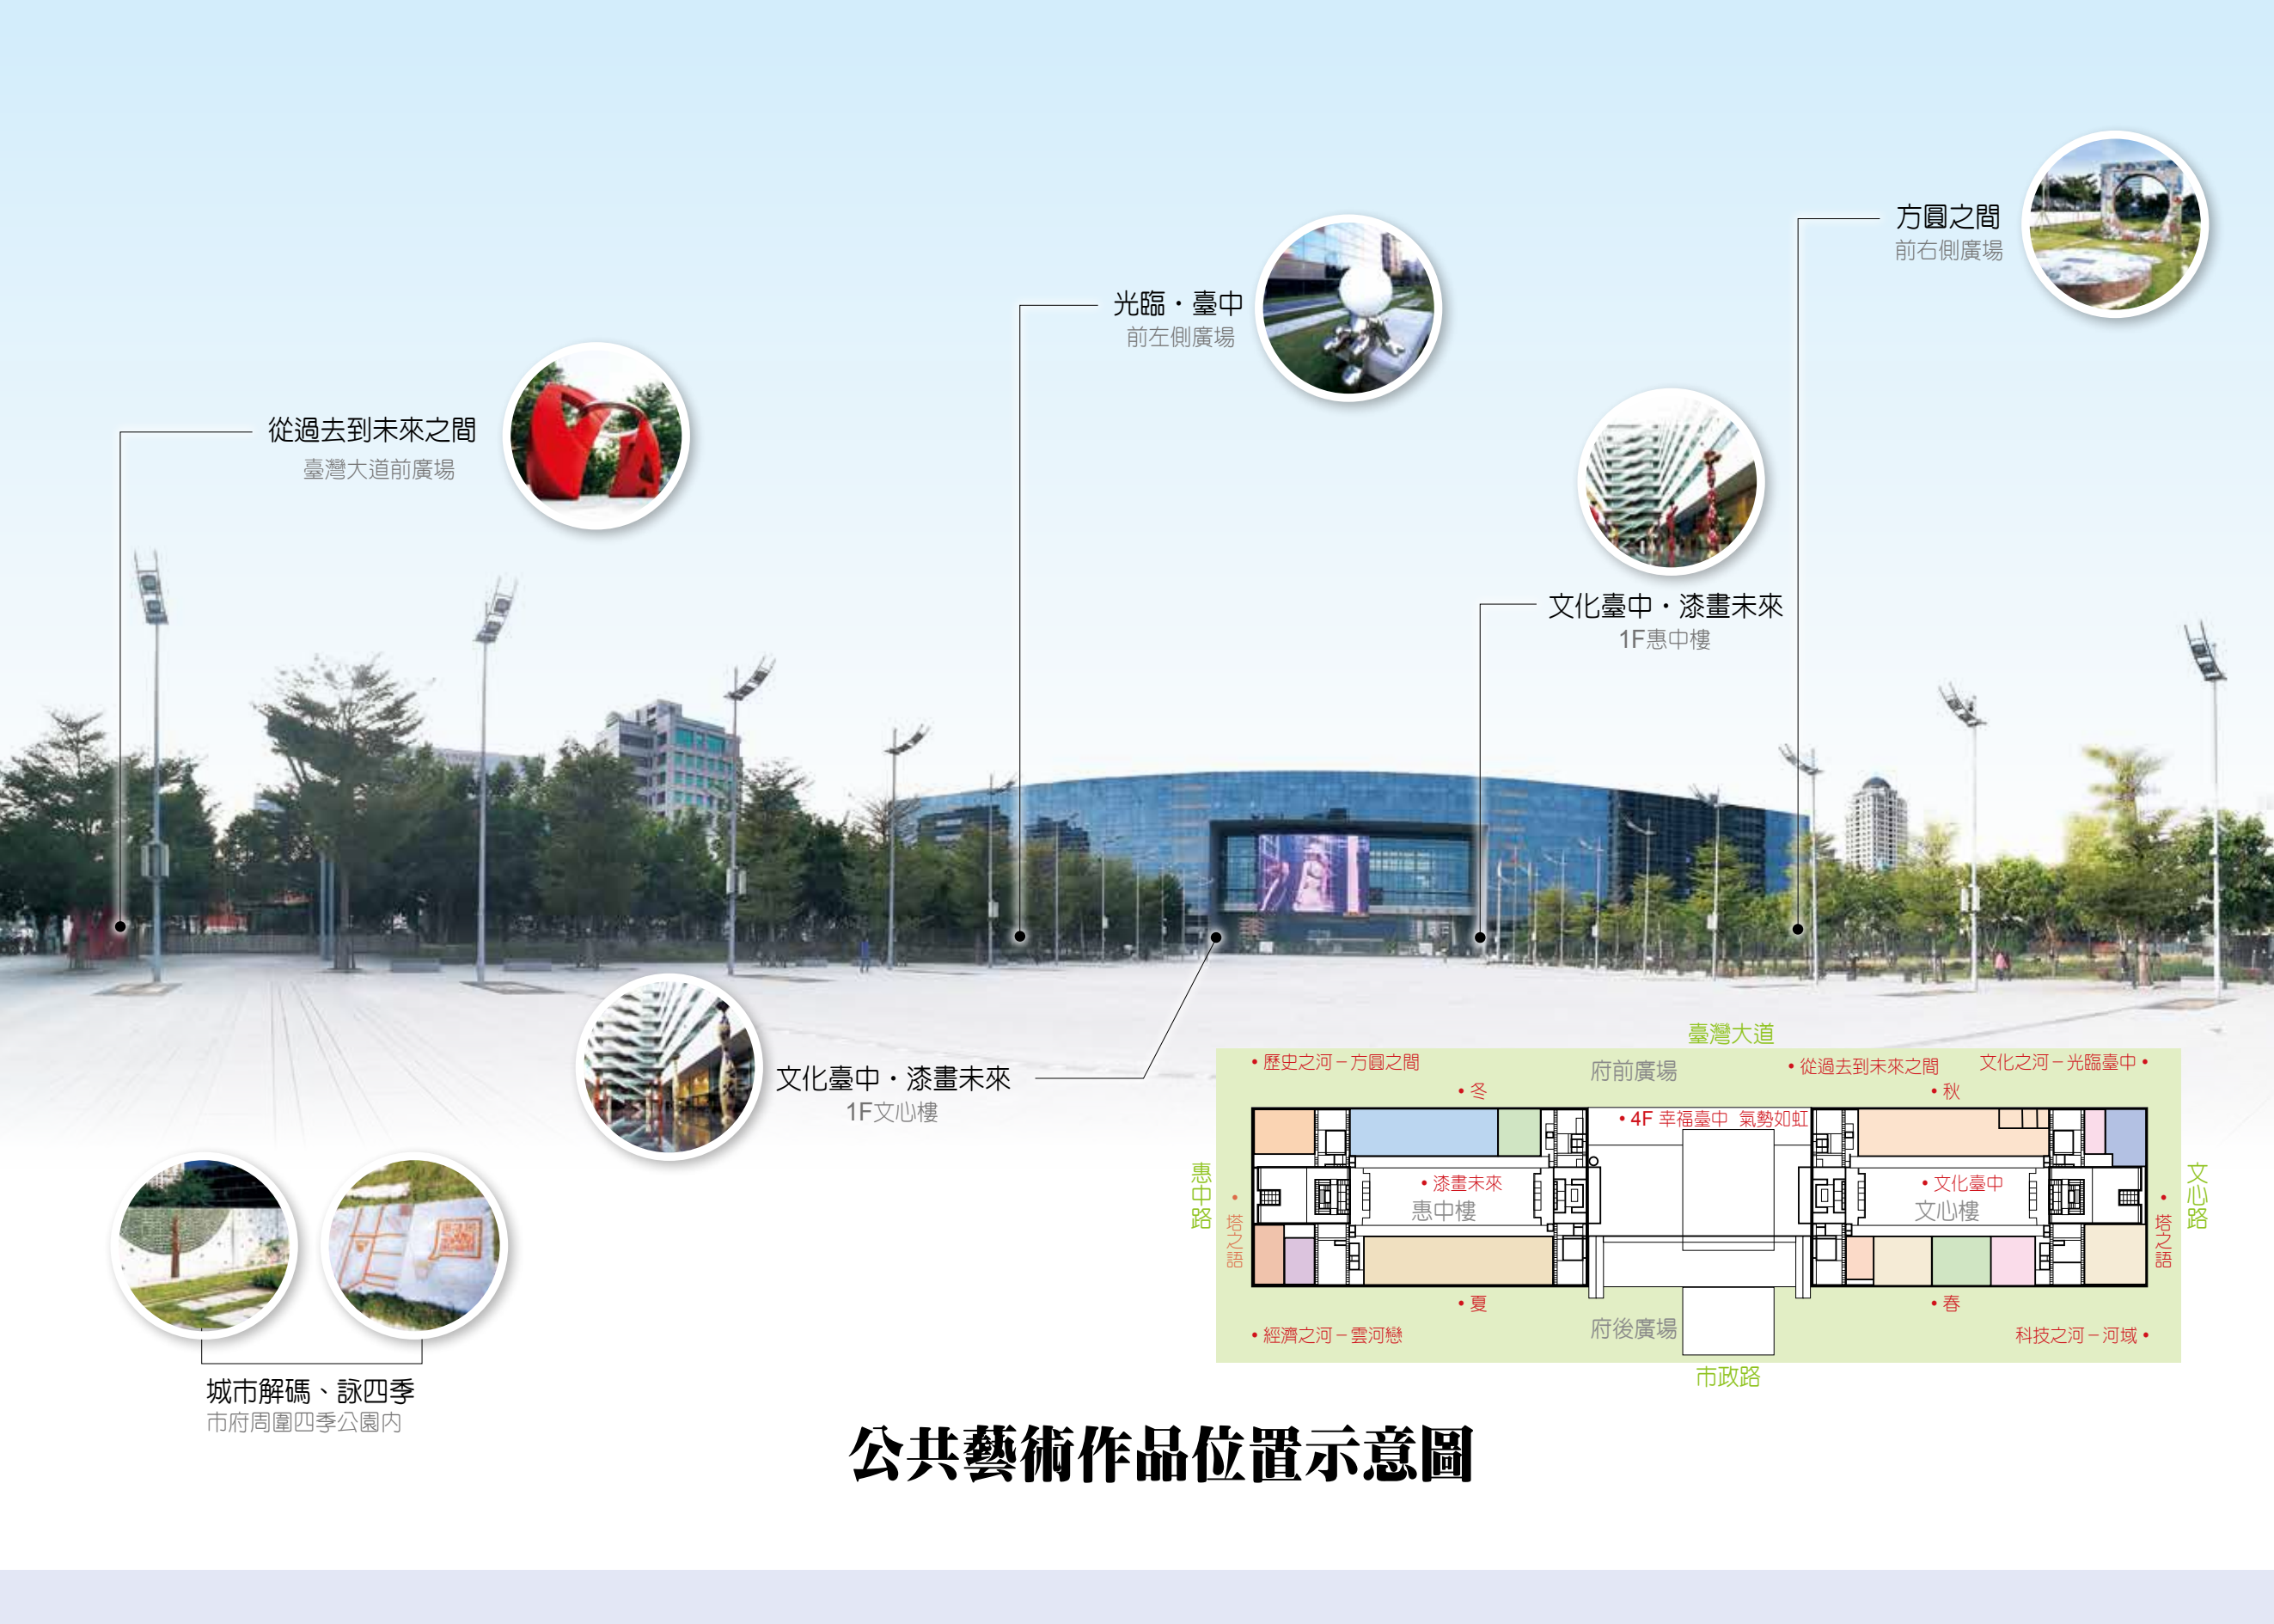 方圓之間
前右側廣場
光臨・臺中
前左側廣場
從過去到未來之間
臺灣大道前廣場
文化臺中・漆畫未來
1F惠中樓
文化臺中・漆畫未來
1F文心樓
城市解碼、詠四季
市府周圍四季公園內
臺灣大道
• 歷史之河－方圓之間
府前廣場
• 從過去到未來之間
文化之河－光臨臺中 •
• 冬
• 秋
• 4F 幸福臺中 氣勢如虹
惠中路
• 塔之語
• 漆畫未來
惠中樓
• 文化臺中
文心樓
• 塔之語
文心路
• 夏
• 春
• 經濟之河－雲河戀
府後廣場
科技之河－河域 •
市政路
公共藝術作品位置示意圖